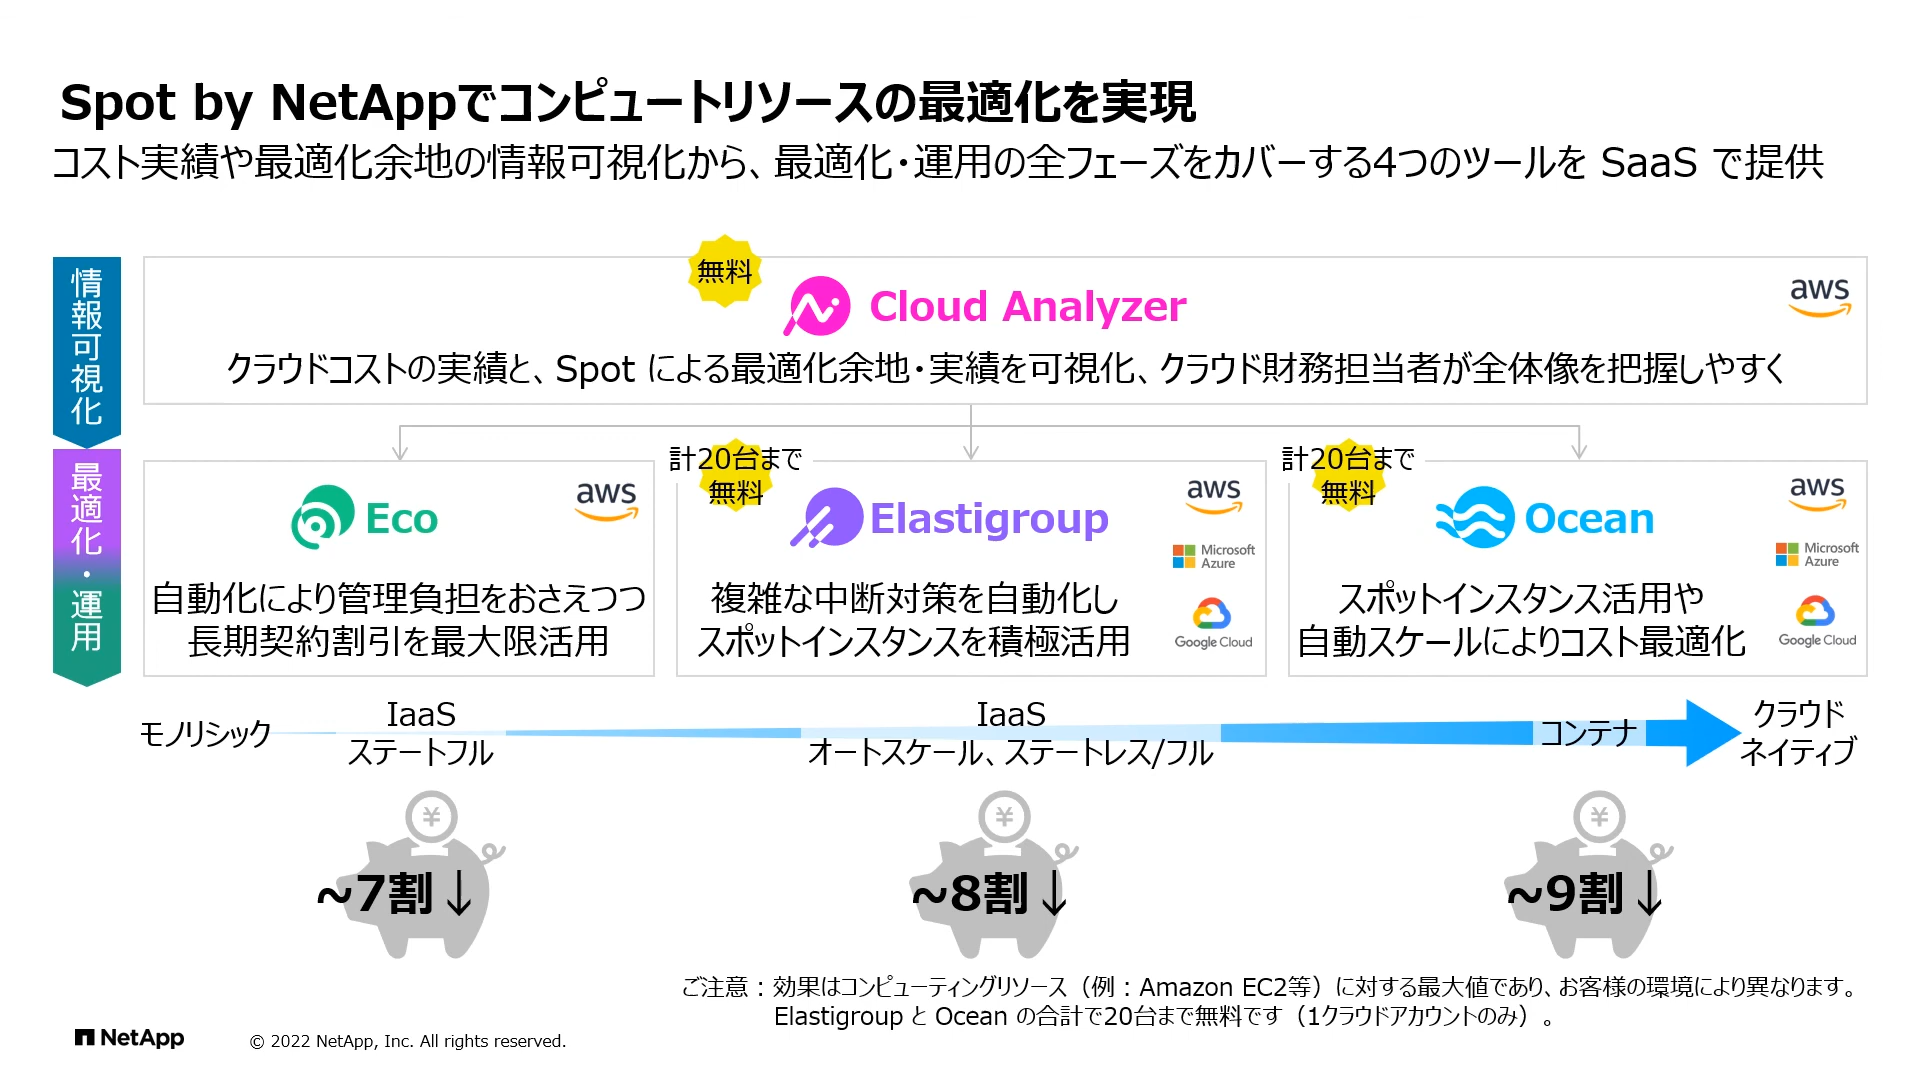 Spot by NetAppでコンピュートリソースの最適化を実現
コスト実績や最適化余地の情報可視化から、最適化・運用の全フェーズをカバーする4つのツールを SaaS で提供
情報可視化
無料
Cloud Analyzer
aws
クラウドコストの実績と、Spot による最適化余地・実績を可視化、クラウド財務担当者が全体像を把握しやすく
最適化・運用
Eco
aws
自動化により管理負担をおさえつつ
長期契約割引を最大限活用
計20台まで
無料
Elastigroup
aws
Microsoft
Azure
Google Cloud
複雑な中断対策を自動化し
スポットインスタンスを積極活用
計20台まで
無料
Ocean
aws
Microsoft
Azure
Google Cloud
スポットインスタンス活用や
自動スケールによりコスト最適化
モノリシック
IaaS
ステートフル
IaaS
オートスケール、ステートレス/フル
コンテナ
クラウド
ネイティブ
¥
~7割↓
¥
~8割↓
¥
~9割↓
ご注意：効果はコンピューティングリソース（例：Amazon EC2等）に対する最大値であり、お客様の環境により異なります。
Elastigroup と Ocean の合計で20台まで無料です（1クラウドアカウントのみ）。
NetApp
© 2022 NetApp, Inc. All rights reserved.